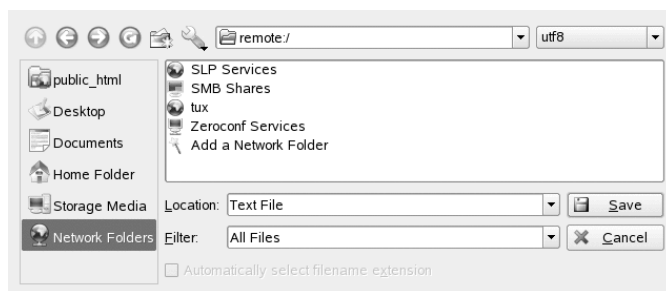 remote:/ utf8
public_html
Desktop
Documents
Home Folder
Storage Media
Network Folders
SLP Services
SMB Shares
tux
Zeroconf Services
Add a Network Folder
Location: Text File Save
Filter: All Files Cancel
Automatically select filename extension